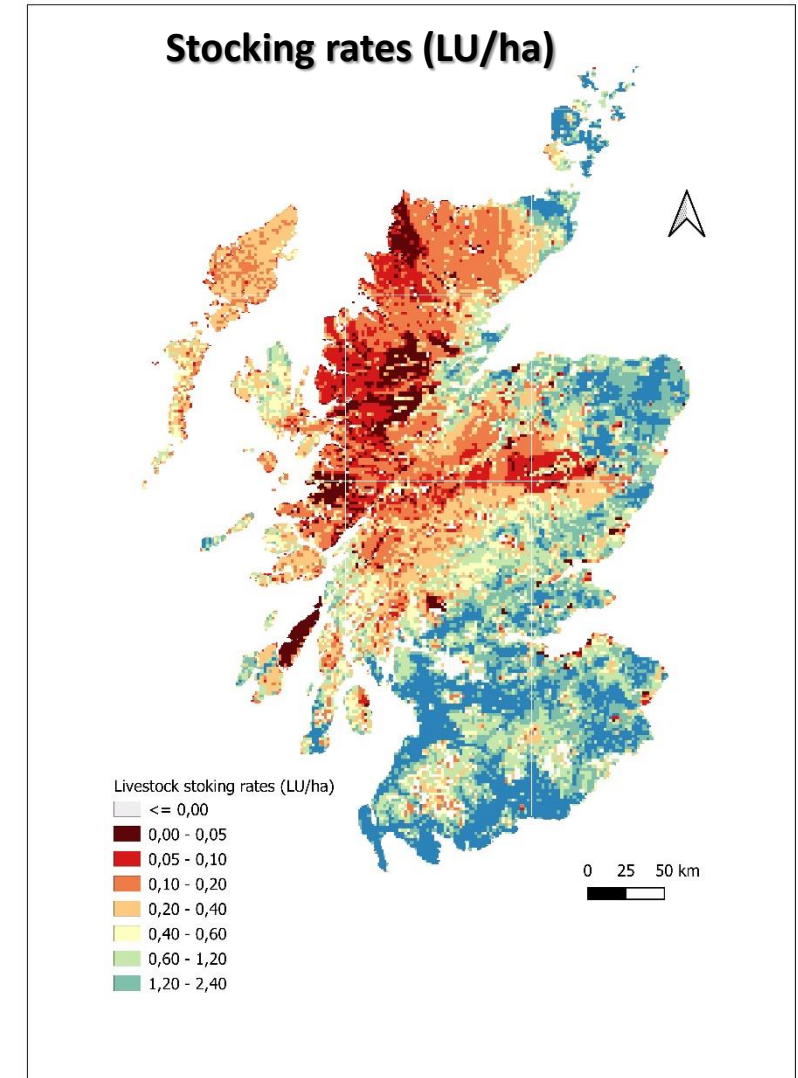 Stocking rates (LU/ha)
Livestock stoking rates (LU/ha)
<= 0,00
0,00 - 0,05
0,05 - 0,10
0,10 - 0,20
0,20 - 0,40
0,40 - 0,60
0,60 - 1,20
1,20 - 2,40
0 25 50 km